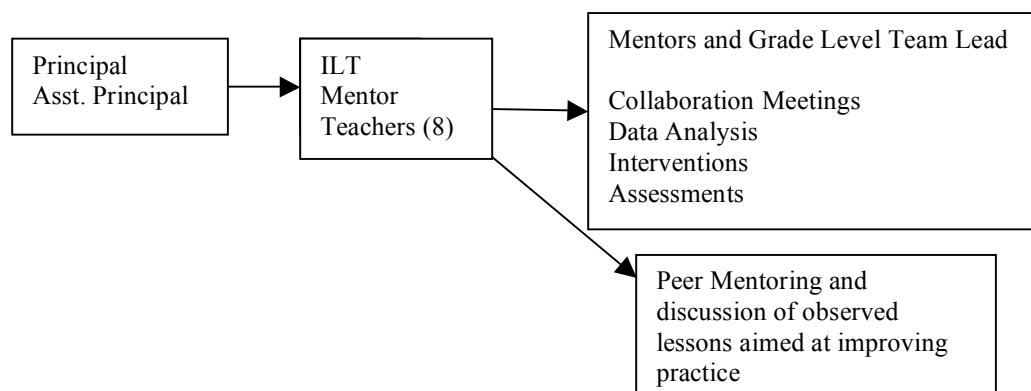 Principal
Asst. Principal
ILT
Mentor
Teachers (8)
Mentors and Grade Level Team Lead
Collaboration Meetings
Data Analysis
Interventions
Assessments
Peer Mentoring and
discussion of observed
lessons aimed at improving
practice